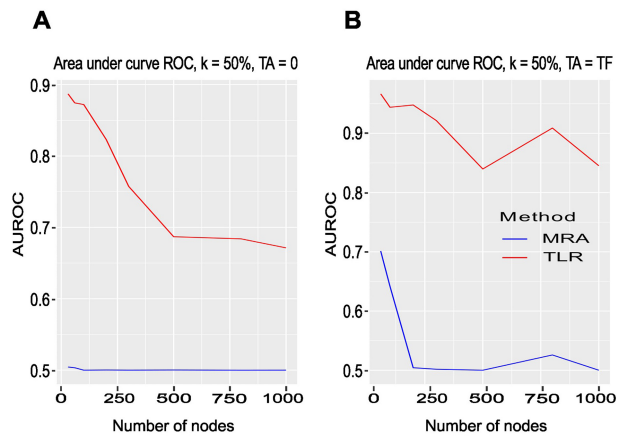 A
B
Area under curve ROC, k = 50%, TA = 0
Area under curve ROC, k = 50%, TA = TF
0.9
0.8
0.7
0.6
0.5
AUROC
0 250 500 750 1000
Number of nodes
0.9
0.8
0.7
0.6
0.5
AUROC
Method
MRA
TLR
0 250 500 750 1000
Number of nodes